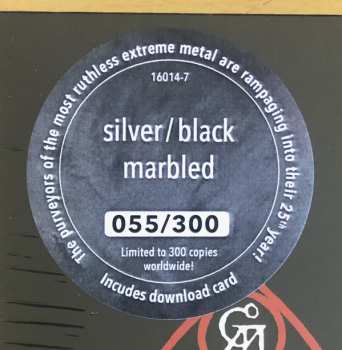 The purveyors of the most ruthless extreme metal are rampaging into their 25th year!
16014-7
silver/black
marbled
055/300
Limited to 300 copies
worldwide!
Incudes download card